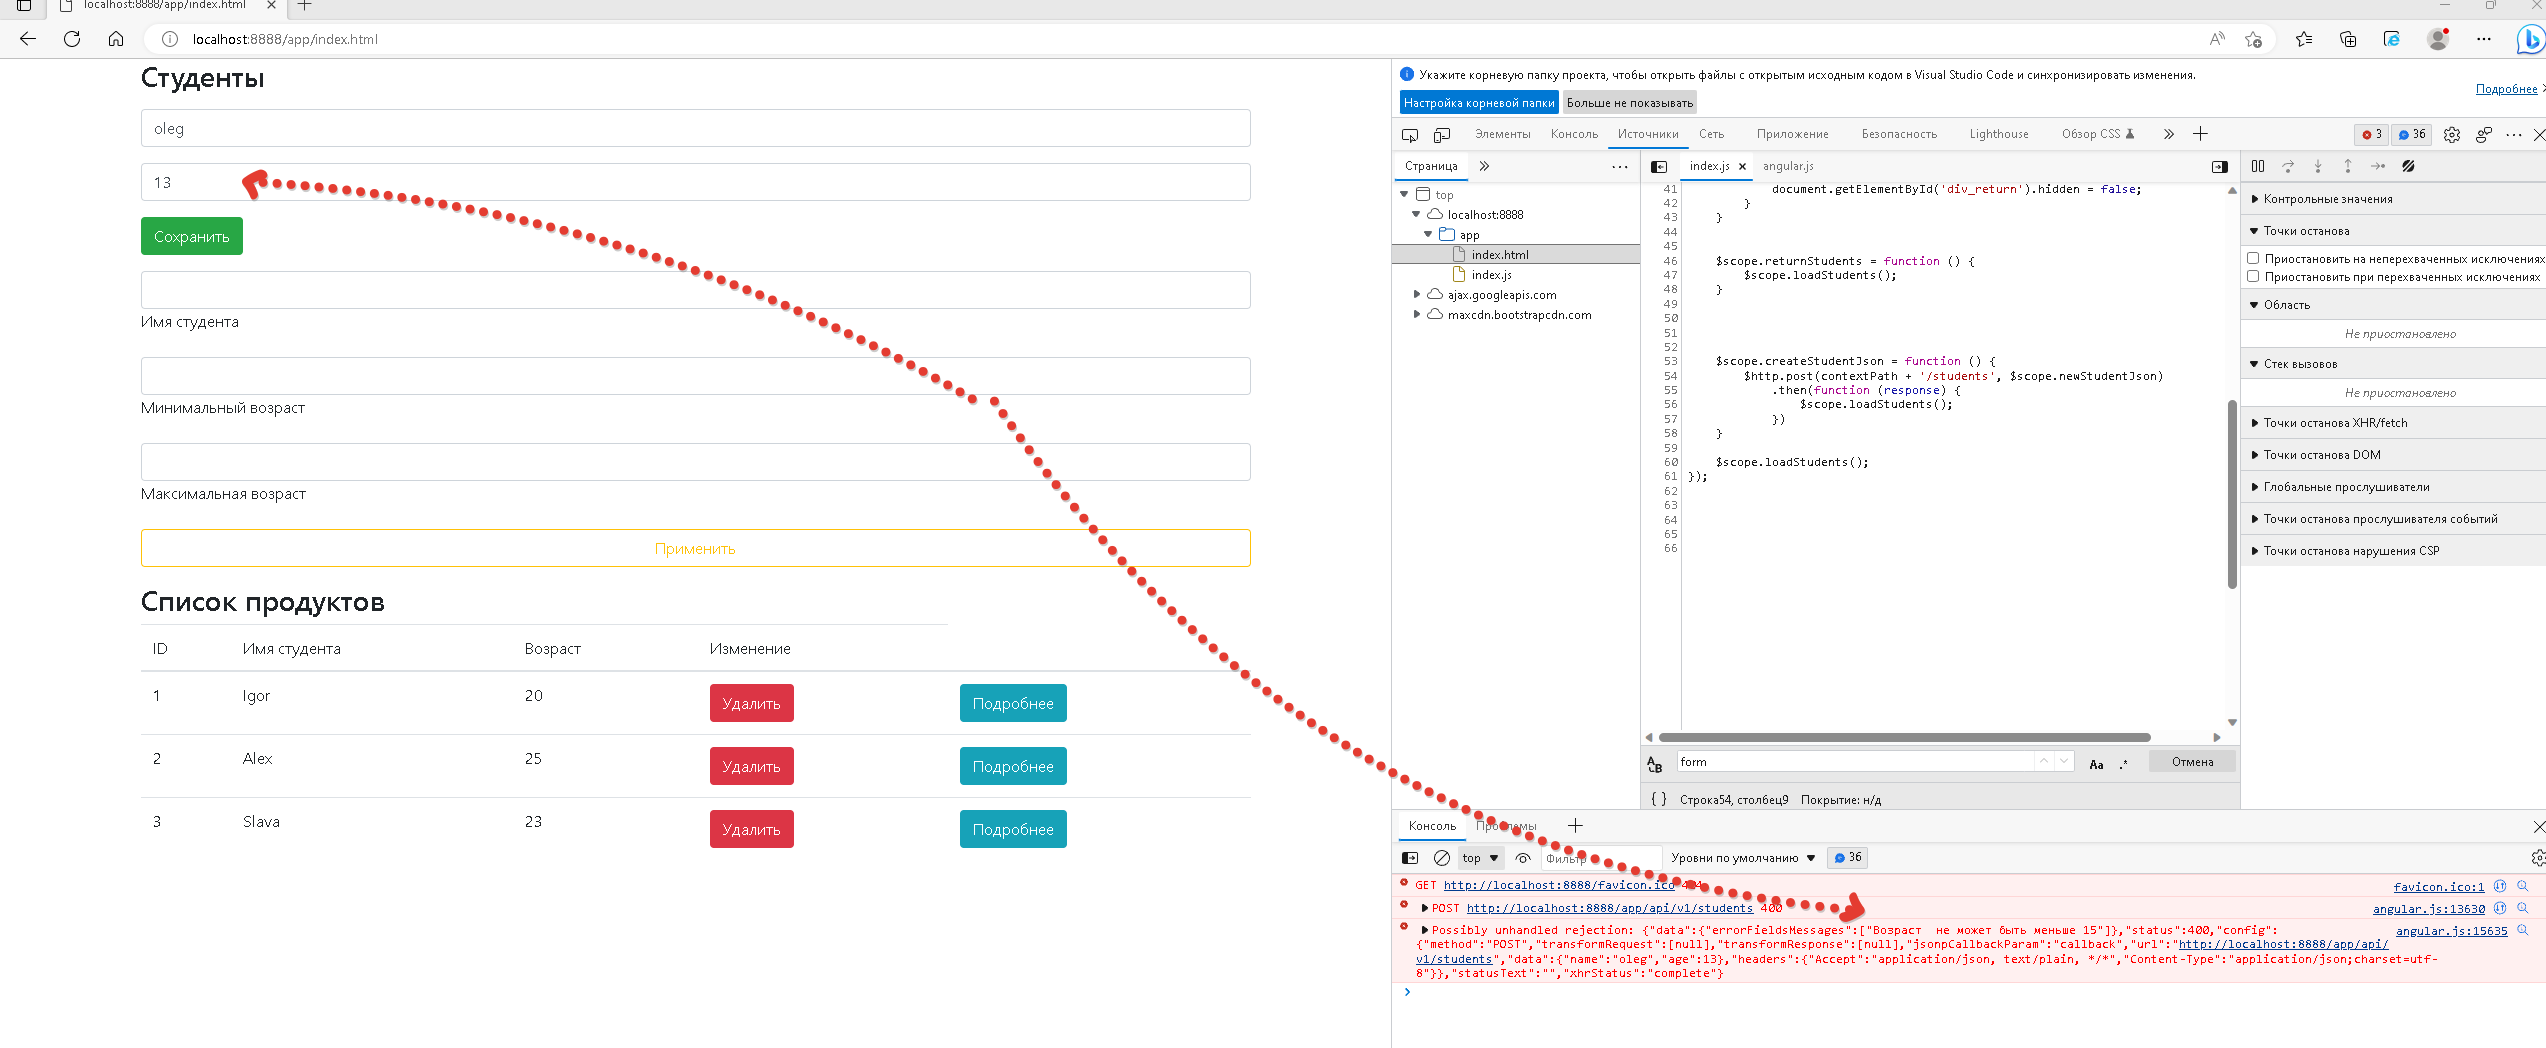 localhost:8888/app/index.html
localhost:8888/app/index.html
Студенты
oleg
13
Сохранить
Имя студента
Минимальный возраст
Максимальная возраст
Применить
Список продуктов
ID Имя студента Возраст Изменение
1 Igor 20 Удалить Подробнее
2 Alex 25 Удалить Подробнее
3 Slava 23 Удалить Подробнее
Укажите корневую папку проекта, чтобы открыть файлы с открытым исходным кодом в Visual Studio Code и синхронизировать изменения.
Подробнее
Настройка корневой папки Больше не показывать
Элементы Консоль Источники Сеть Приложение Безопасность Lighthouse Обзор CSS 3 36
Страница
top
localhost:8888
app
index.html
index.js
ajax.googleapis.com
maxcdn.bootstrapcdn.com
index.js angular.js
41 document.getElementById('div_return').hidden = false;
42 }
43 }
44
45
46 $scope.returnStudents = function () {
47 $scope.loadStudents();
48 }
49
50
51
52
53 $scope.createStudentJson = function () {
54 $http.post(contextPath + '/students', $scope.newStudentJson)
55 .then(function (response) {
56 $scope.loadStudents();
57 })
58 }
59
60 $scope.loadStudents();
61 });
62
63
64
65
66
form Aa .* Отмена
{ } Строка54, столбец9 Покрытие: н/д
Контрольные значения
Точки останова
Приостановить на неперехваченных исключениях
Приостановить при перехваченных исключениях
Область
Не приостановлено
Стек вызовов
Не приостановлено
Точки останова XHR/fetch
Точки останова DOM
Глобальные прослушиватели
Точки останова прослушивателя событий
Точки останова нарушения CSP
Консоль Проблемы
top Фильтр Уровни по умолчанию 36
GET http://localhost:8888/favicon.ico 404 favicon.ico:1
POST http://localhost:8888/app/api/v1/students 400 angular.js:13630
Possibly unhandled rejection: {"data":{"errorFieldsMessages":["Возраст не может быть меньше 15"]},"status":400,"config": angular.js:15635
{"method":"POST","transformRequest":[null],"transformResponse":[null],"jsonpCallbackParam":"callback","url":"http://localhost:8888/app/api/
v1/students","data":{"name":"oleg","age":13},"headers":{"Accept":"application/json, text/plain, */*","Content-Type":"application/json;charset=utf-
8"}},"statusText":"","xhrStatus":"complete"}